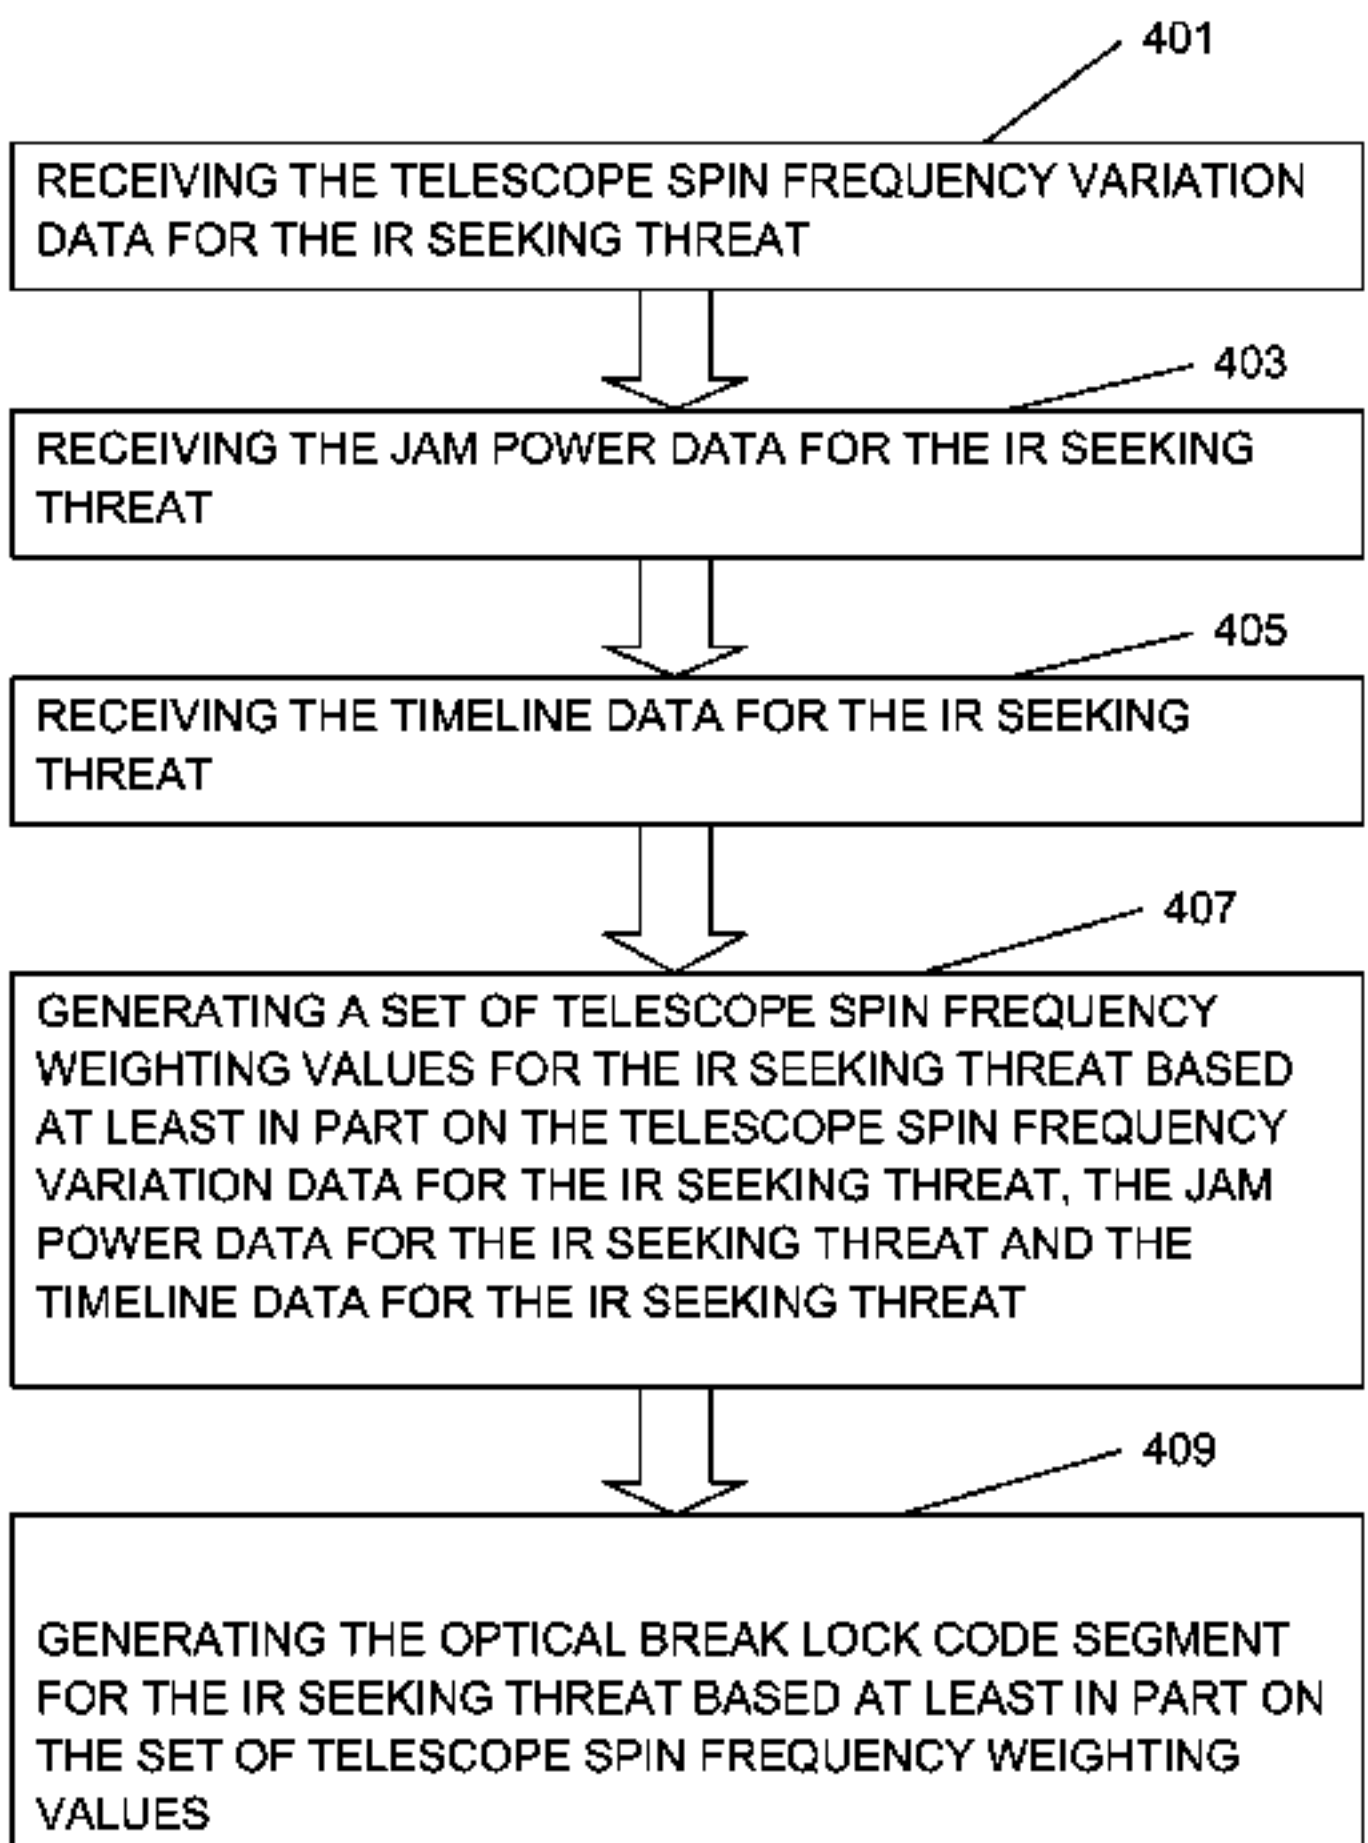 401
RECEIVING THE TELESCOPE SPIN FREQUENCY VARIATION
DATA FOR THE IR SEEKING THREAT
403
RECEIVING THE JAM POWER DATA FOR THE IR SEEKING
THREAT
405
RECEIVING THE TIMELINE DATA FOR THE IR SEEKING
THREAT
407
GENERATING A SET OF TELESCOPE SPIN FREQUENCY
WEIGHTING VALUES FOR THE IR SEEKING THREAT BASED
AT LEAST IN PART ON THE TELESCOPE SPIN FREQUENCY
VARIATION DATA FOR THE IR SEEKING THREAT, THE JAM
POWER DATA FOR THE IR SEEKING THREAT AND THE
TIMELINE DATA FOR THE IR SEEKING THREAT
409
GENERATING THE OPTICAL BREAK LOCK CODE SEGMENT
FOR THE IR SEEKING THREAT BASED AT LEAST IN PART ON
THE SET OF TELESCOPE SPIN FREQUENCY WEIGHTING
VALUES